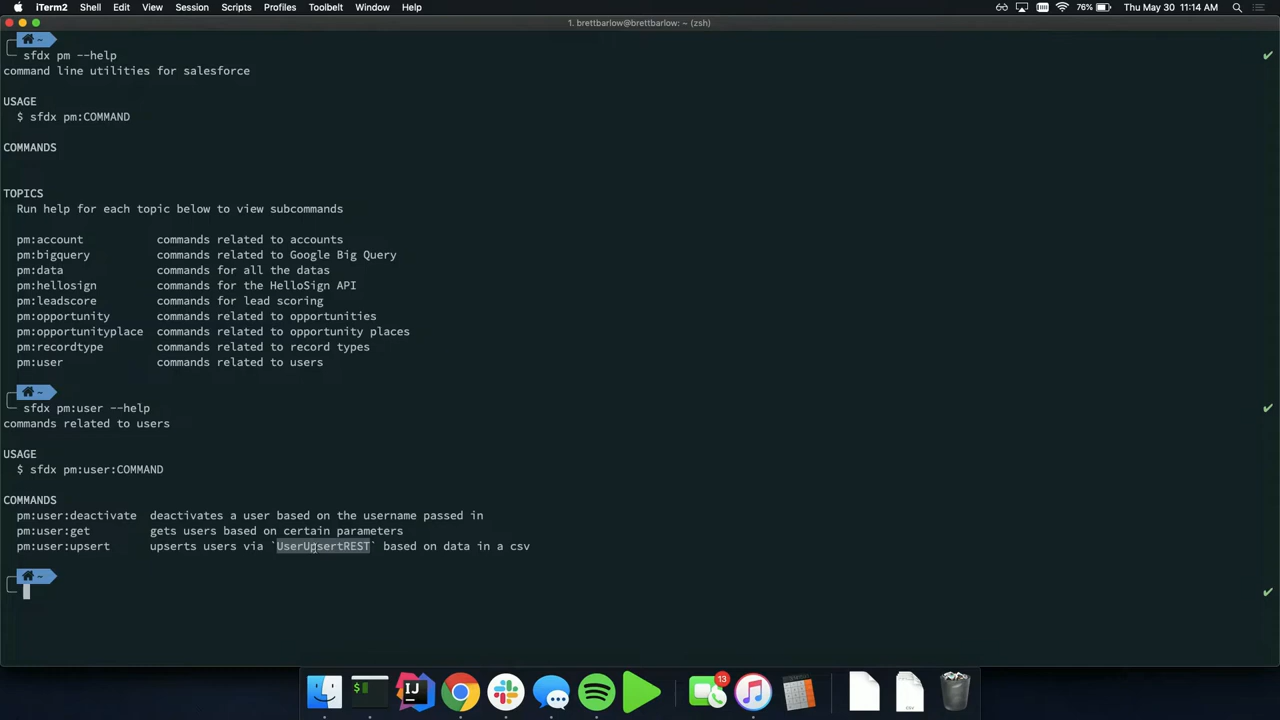 iTerm2 Shell Edit View Session Scripts Profiles Toolbelt Window Help 76% Thu May 30 11:14 AM
1. brettbarlow@brettbarlow: ~ (zsh)
~
sfdx pm --help
command line utilities for salesforce
USAGE
$ sfdx pm:COMMAND
COMMANDS
TOPICS
Run help for each topic below to view subcommands
pm:account commands related to accounts
pm:bigquery commands related to Google Big Query
pm:data commands for all the datas
pm:hellosign commands for the HelloSign API
pm:leadscore commands for lead scoring
pm:opportunity commands related to opportunities
pm:opportunityplace commands related to opportunity places
pm:recordtype commands related to record types
pm:user commands related to users
~
sfdx pm:user --help
commands related to users
USAGE
$ sfdx pm:user:COMMAND
COMMANDS
pm:user:deactivate deactivates a user based on the username passed in
pm:user:get gets users based on certain parameters
pm:user:upsert upserts users via `UserUpsertREST` based on data in a csv
~
$ IJ 13 CSV